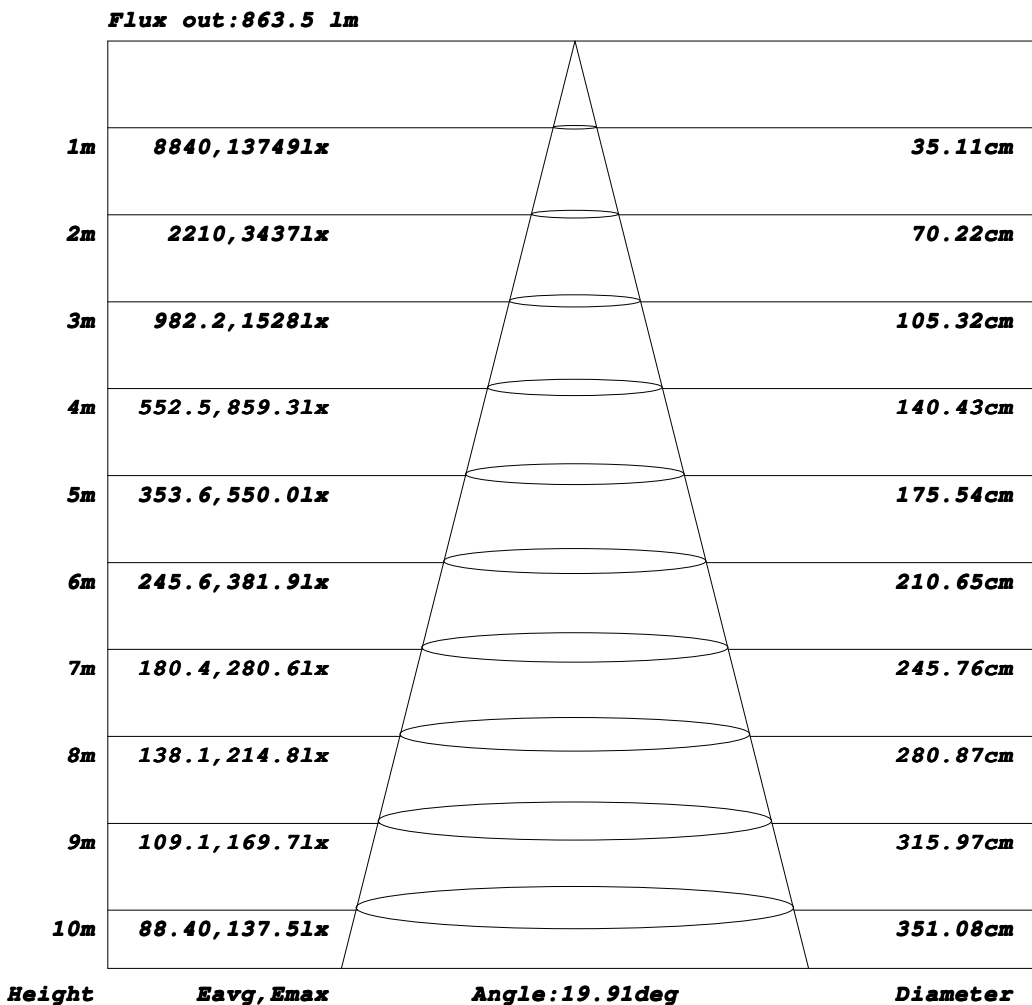 Flux out:863.5 lm
1m 8840,13749lx 35.11cm
2m 2210,3437lx 70.22cm
3m 982.2,1528lx 105.32cm
4m 552.5,859.3lx 140.43cm
5m 353.6,550.0lx 175.54cm
6m 245.6,381.9lx 210.65cm
7m 180.4,280.6lx 245.76cm
8m 138.1,214.8lx 280.87cm
9m 109.1,169.7lx 315.97cm
10m 88.40,137.5lx 351.08cm
Height Eavg,Emax Angle:19.91deg Diameter